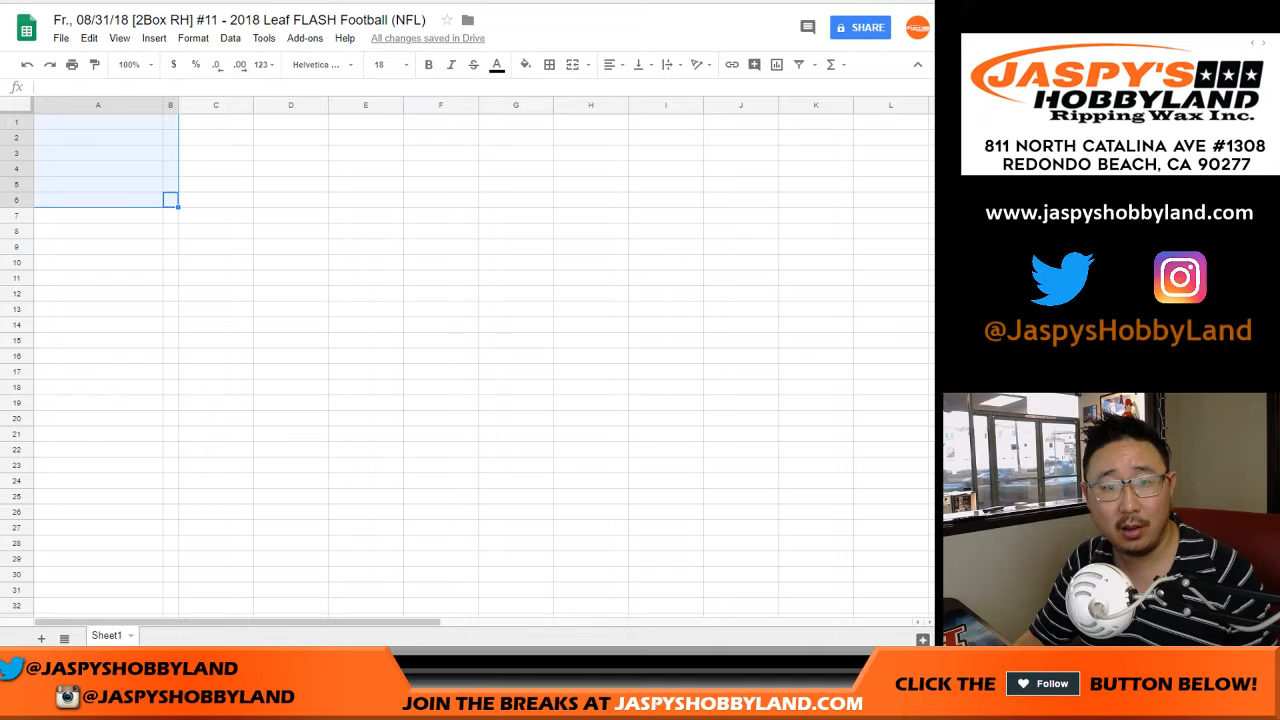 Fr., 08/31/18 [2Box RH] #11 - 2018 Leaf FLASH Football (NFL)
SHARE
File Edit View Insert Format Data Tools Add-ons Help All changes saved in Drive
100% $ % .0 .00 123 Helvetica ... 18 B I S A Σ
fx
A B C D E F G H I J K L
1
2
3
4
5
6
7
8
9
10
11
12
13
14
15
16
17
18
19
20
21
22
23
24
25
26
27
28
29
30
31
32
Sheet1
JASPY'S
HOBBYLAND
Ripping Wax Inc.
811 NORTH CATALINA AVE #1308
REDONDO BEACH, CA 90277
www.jaspyshobbyland.com
@JaspysHobbyLand
@JASPYSHOBBYLAND
@JASPYSHOBBYLAND
JOIN THE BREAKS AT JASPYSHOBBYLAND.COM
CLICK THE Follow BUTTON BELOW!